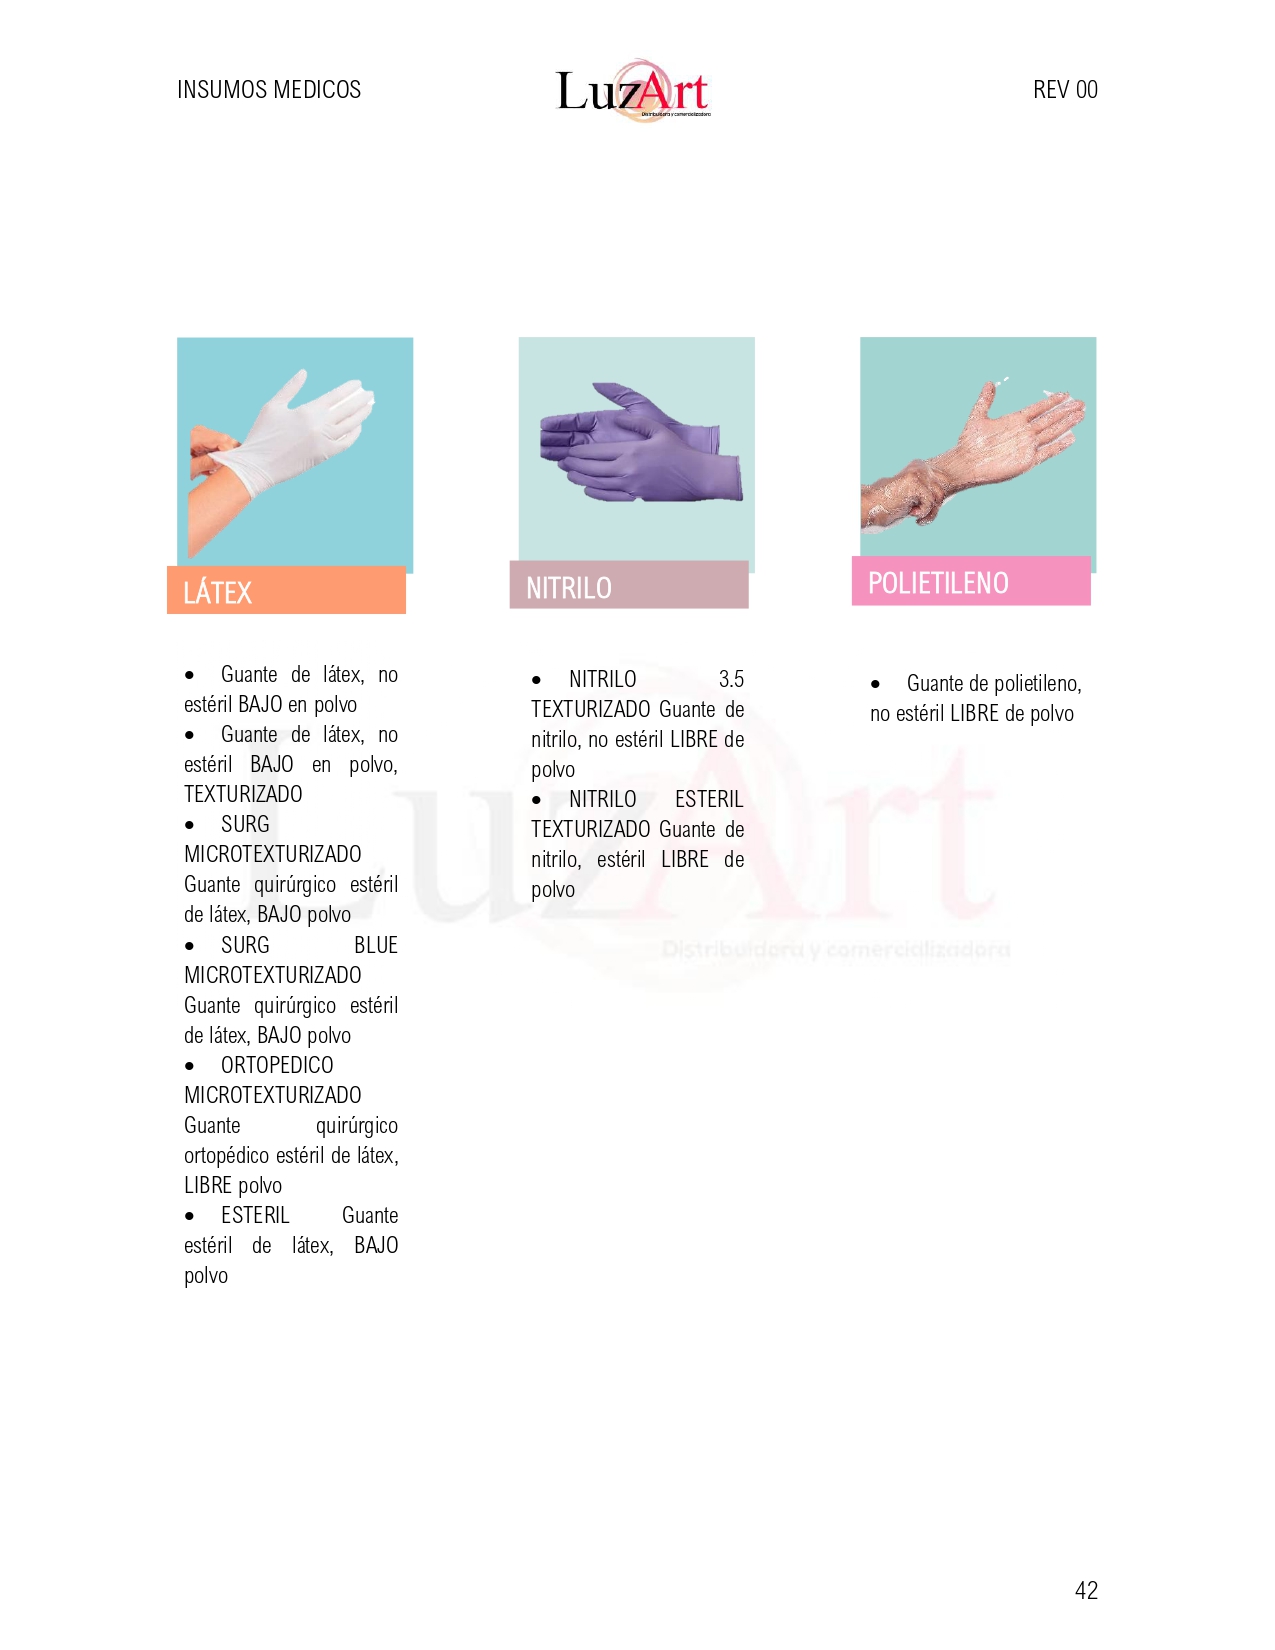 INSUMOS MEDICOS
LuzArt
Distribuidora y comercializadora
REV 00
LÁTEX
• Guante de látex, no
estéril BAJO en polvo
• Guante de látex, no
estéril BAJO en polvo,
TEXTURIZADO
• SURG
MICROTEXTURIZADO
Guante quirúrgico estéril
de látex, BAJO polvo
• SURG BLUE
MICROTEXTURIZADO
Guante quirúrgico estéril
de látex, BAJO polvo
• ORTOPEDICO
MICROTEXTURIZADO
Guante quirúrgico
ortopédico estéril de látex,
LIBRE polvo
• ESTERIL Guante
estéril de látex, BAJO
polvo
NITRILO
• NITRILO 3.5
TEXTURIZADO Guante de
nitrilo, no estéril LIBRE de
polvo
• NITRILO ESTERIL
TEXTURIZADO Guante de
nitrilo, estéril LIBRE de
polvo
POLIETILENO
• Guante de polietileno,
no estéril LIBRE de polvo
LuzArt
Distribuidora y comercializadora
42